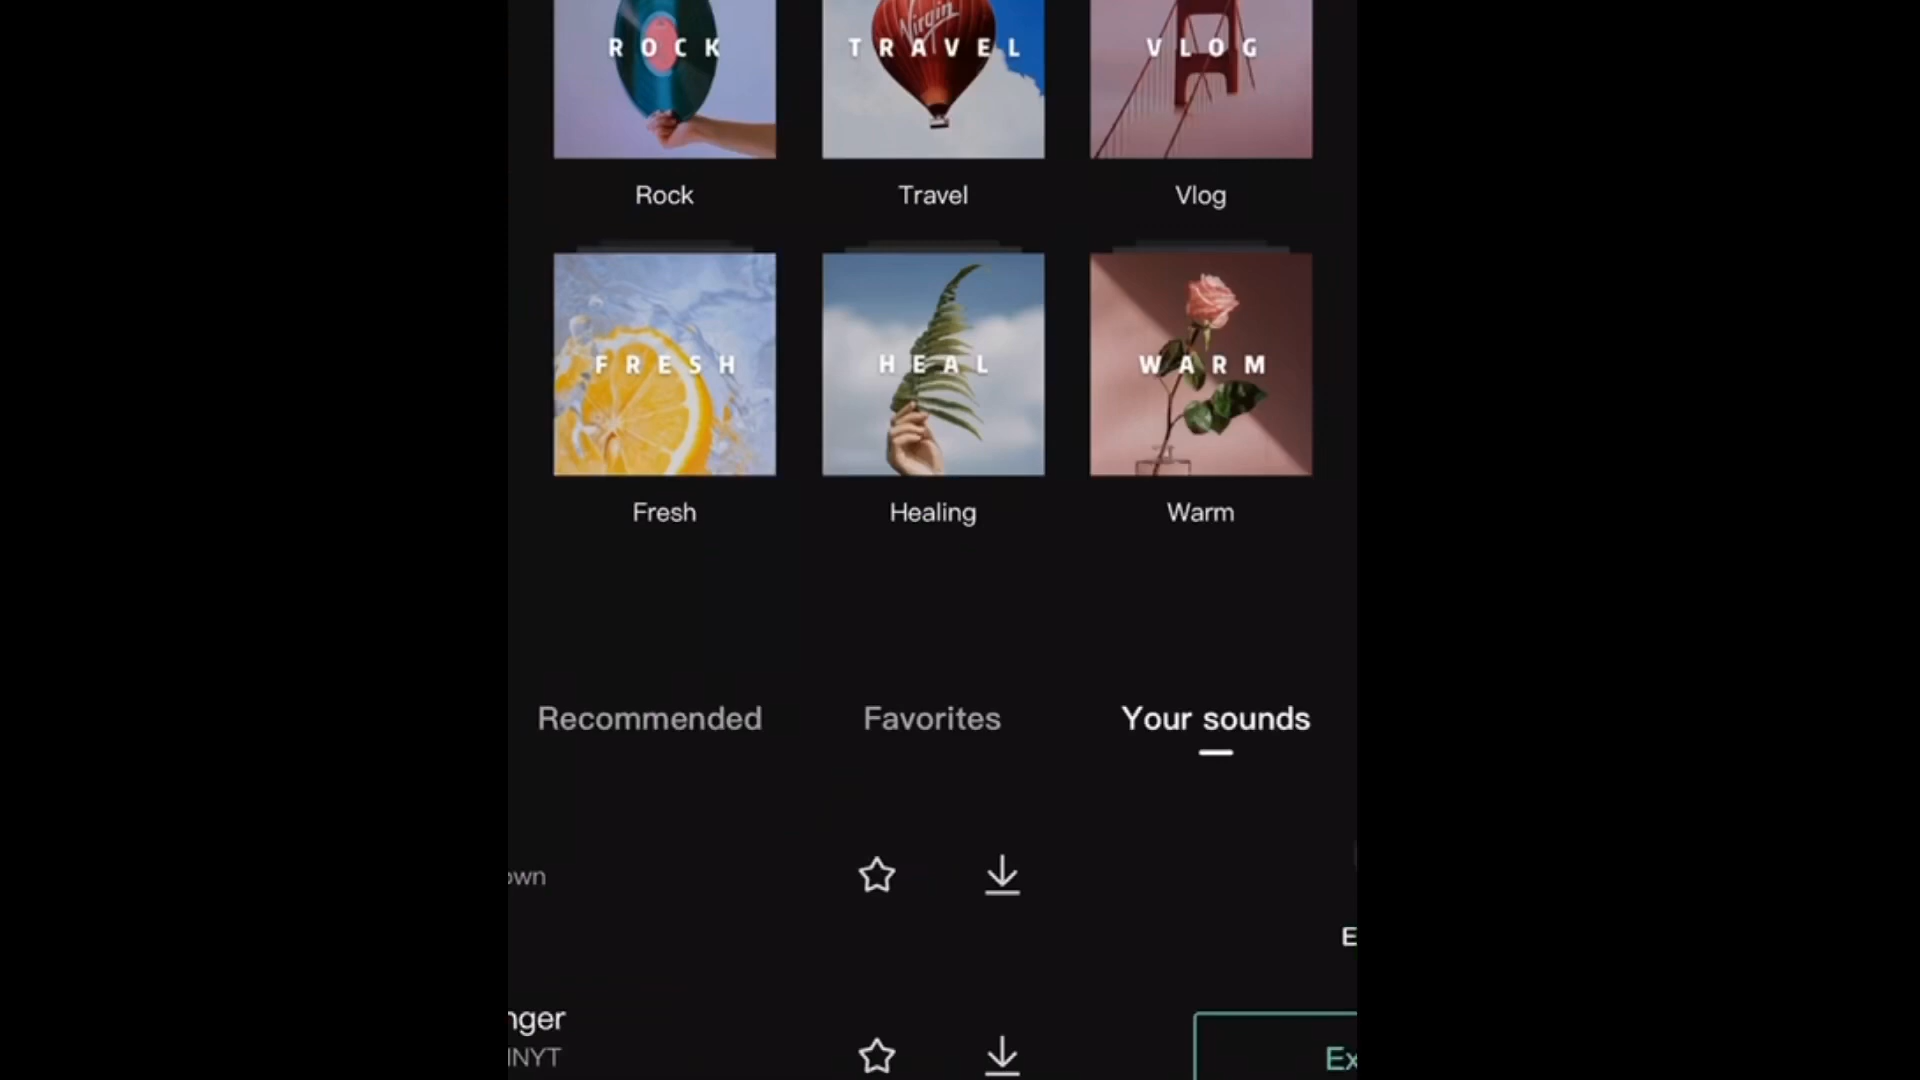 ROCK
Virgin
TRAVEL
VLOG
Rock
Travel
Vlog
FRESH
HEAL
WARM
Fresh
Healing
Warm
Recommended
Favorites
Your sounds
own
E
nger
INYT
Ex